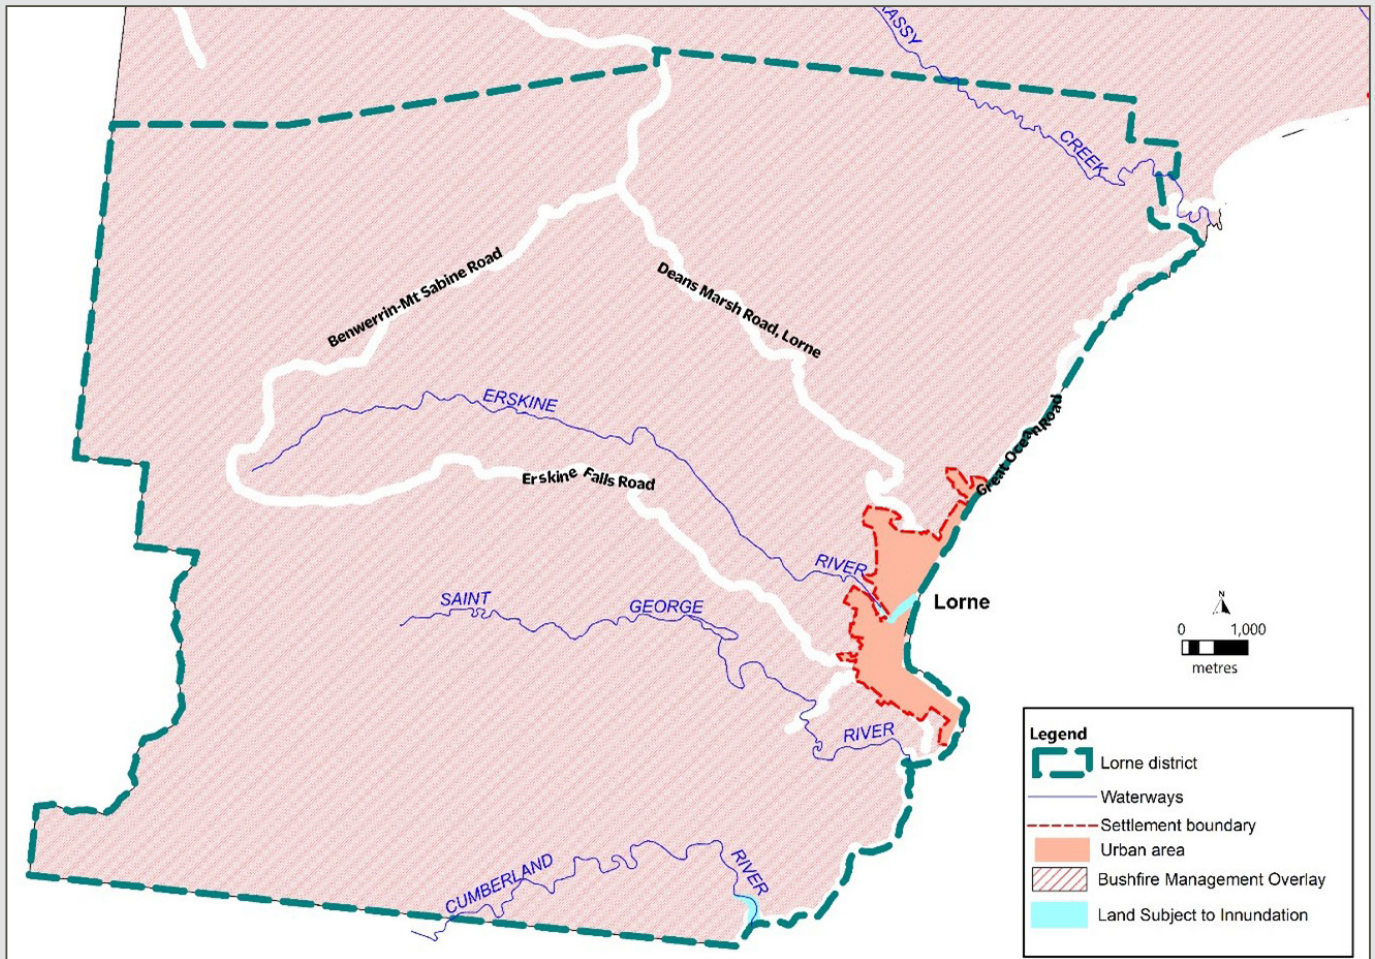 ASSY
CREEK
Benwerrin-Mt Sabine Road
Deans Marsh Road, Lorne
ERSKINE
Great Ocean Road
Erskine Falls Road
RIVER
SAINT
GEORGE
Lorne
N
0 1,000
metres
RIVER
CUMBERLAND
RIVER
Legend
Lorne district
Waterways
Settlement boundary
Urban area
Bushfire Management Overlay
Land Subject to Innundation